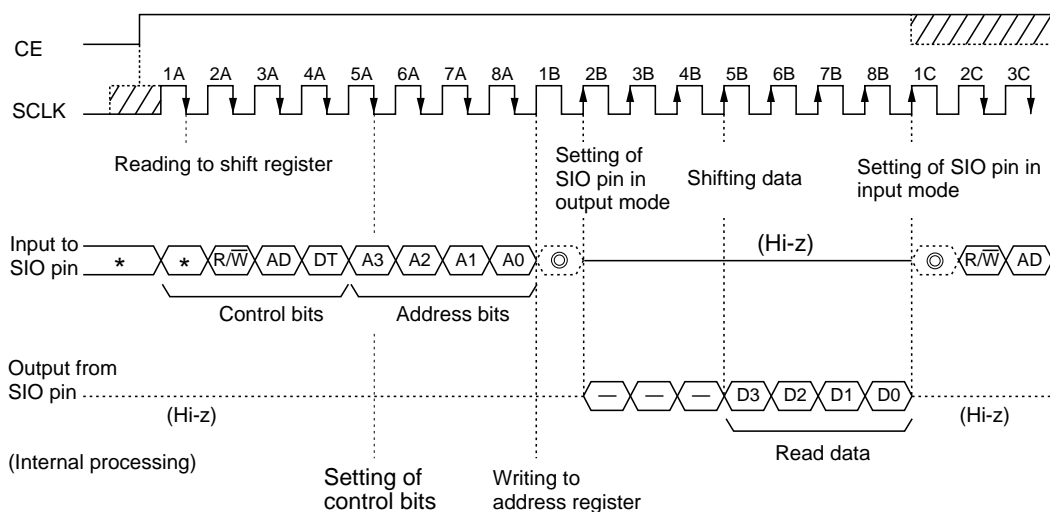 CE
1A 2A 3A 4A 5A 6A 7A 8A 1B 2B 3B 4B 5B 6B 7B 8B 1C 2C 3C
SCLK
Reading to shift register
Setting of
SIO pin in
output mode
Shifting data
Setting of SIO pin in
input mode
Input to
SIO pin
* * R/W̅ AD DT A3 A2 A1 A0 ◎ (Hi-z) ◎ R/W̅ AD
Control bits
Address bits
Output from
SIO pin
(Hi-z)
— — — D3 D2 D1 D0
(Hi-z)
Read data
(Internal processing)
Setting of
control bits
Writing to
address register